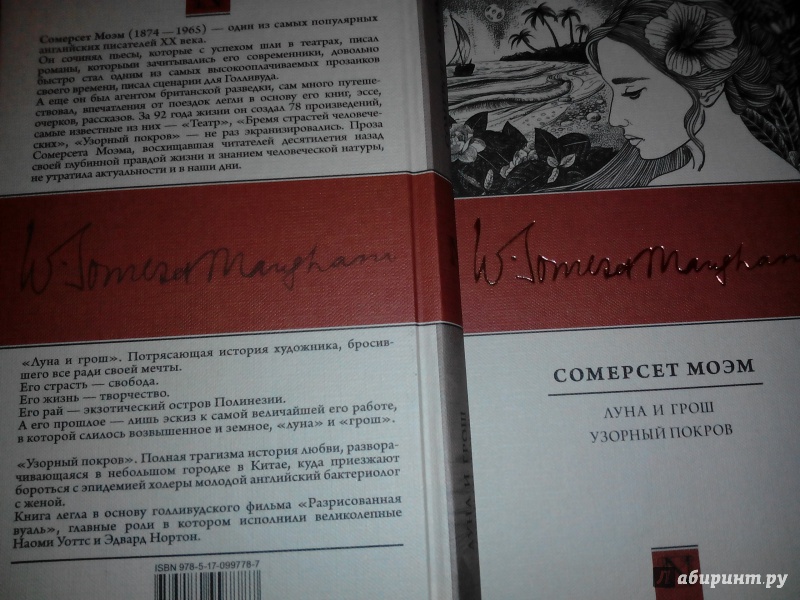 Сомерсет Моэм (1874 — 1965) — один из самых популярных
английских писателей XX века.
Он сочинял пьесы, которые с успехом шли в театрах, писал
романы, которыми зачитывались его современники, довольно
быстро стал одним из самых высокооплачиваемых прозаиков
своего времени, писал сценарии для Голливуда.
А еще он был агентом британской разведки, сам много путеше-
ствовал, впечатления от поездок легли в основу его книг, эссе,
очерков, рассказов. За 92 года жизни он создал 78 произведений,
самые известные из них — «Театр», «Бремя страстей человече-
ских», «Узорный покров» — не раз экранизировались. Проза
Сомерсета Моэма, восхищавшая читателей десятилетия назад
своей глубинной правдой жизни и знанием человеческой натуры,
не утратила актуальности и в наши дни.
W. Somerset Maugham
«Луна и грош». Потрясающая история художника, бросив-
шего все ради своей мечты.
Его страсть — свобода.
Его жизнь — творчество.
Его рай — экзотический остров Полинезии.
А его прошлое — лишь эскиз к самой величайшей его работе,
в которой слилось возвышенное и земное, «луна» и «грош».
«Узорный покров». Полная трагизма история любви, развора-
чивающаяся в небольшом городке в Китае, куда приезжают
бороться с эпидемией холеры молодой английский бактериолог
с женой.
Книга легла в основу голливудского фильма «Разрисованная
вуаль», главные роли в котором исполнили великолепные
Наоми Уоттс и Эдвард Нортон.
ISBN 978-5-17-099778-7
ЛУНА И ГРОШ
W. Somerset Maugham
СОМЕРСЕТ МОЭМ
ЛУНА И ГРОШ
УЗОРНЫЙ ПОКРОВ
N
Лабиринт.ру